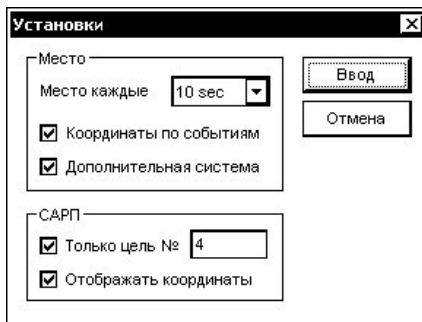 Установки
Место
Место каждые 10 sec
Координаты по событиям
Дополнительная система
Ввод
Отмена
САРП
Только цель № 4
Отображать координаты